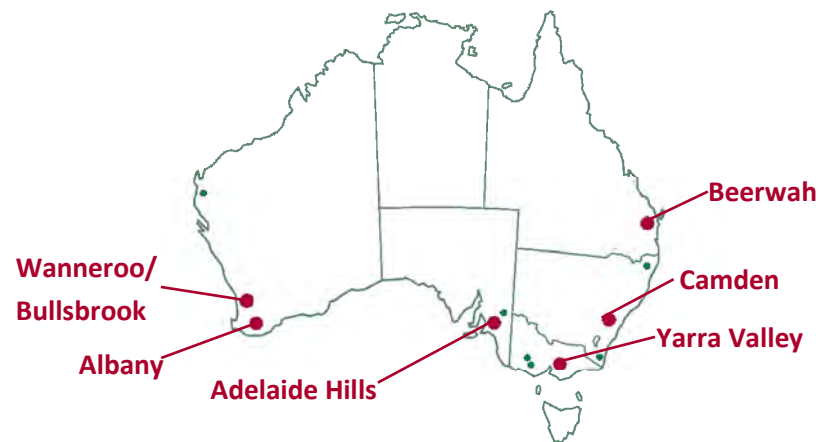 Beerwah
Wanneroo/
Bullsbrook
Camden
Yarra Valley
Albany
Adelaide Hills